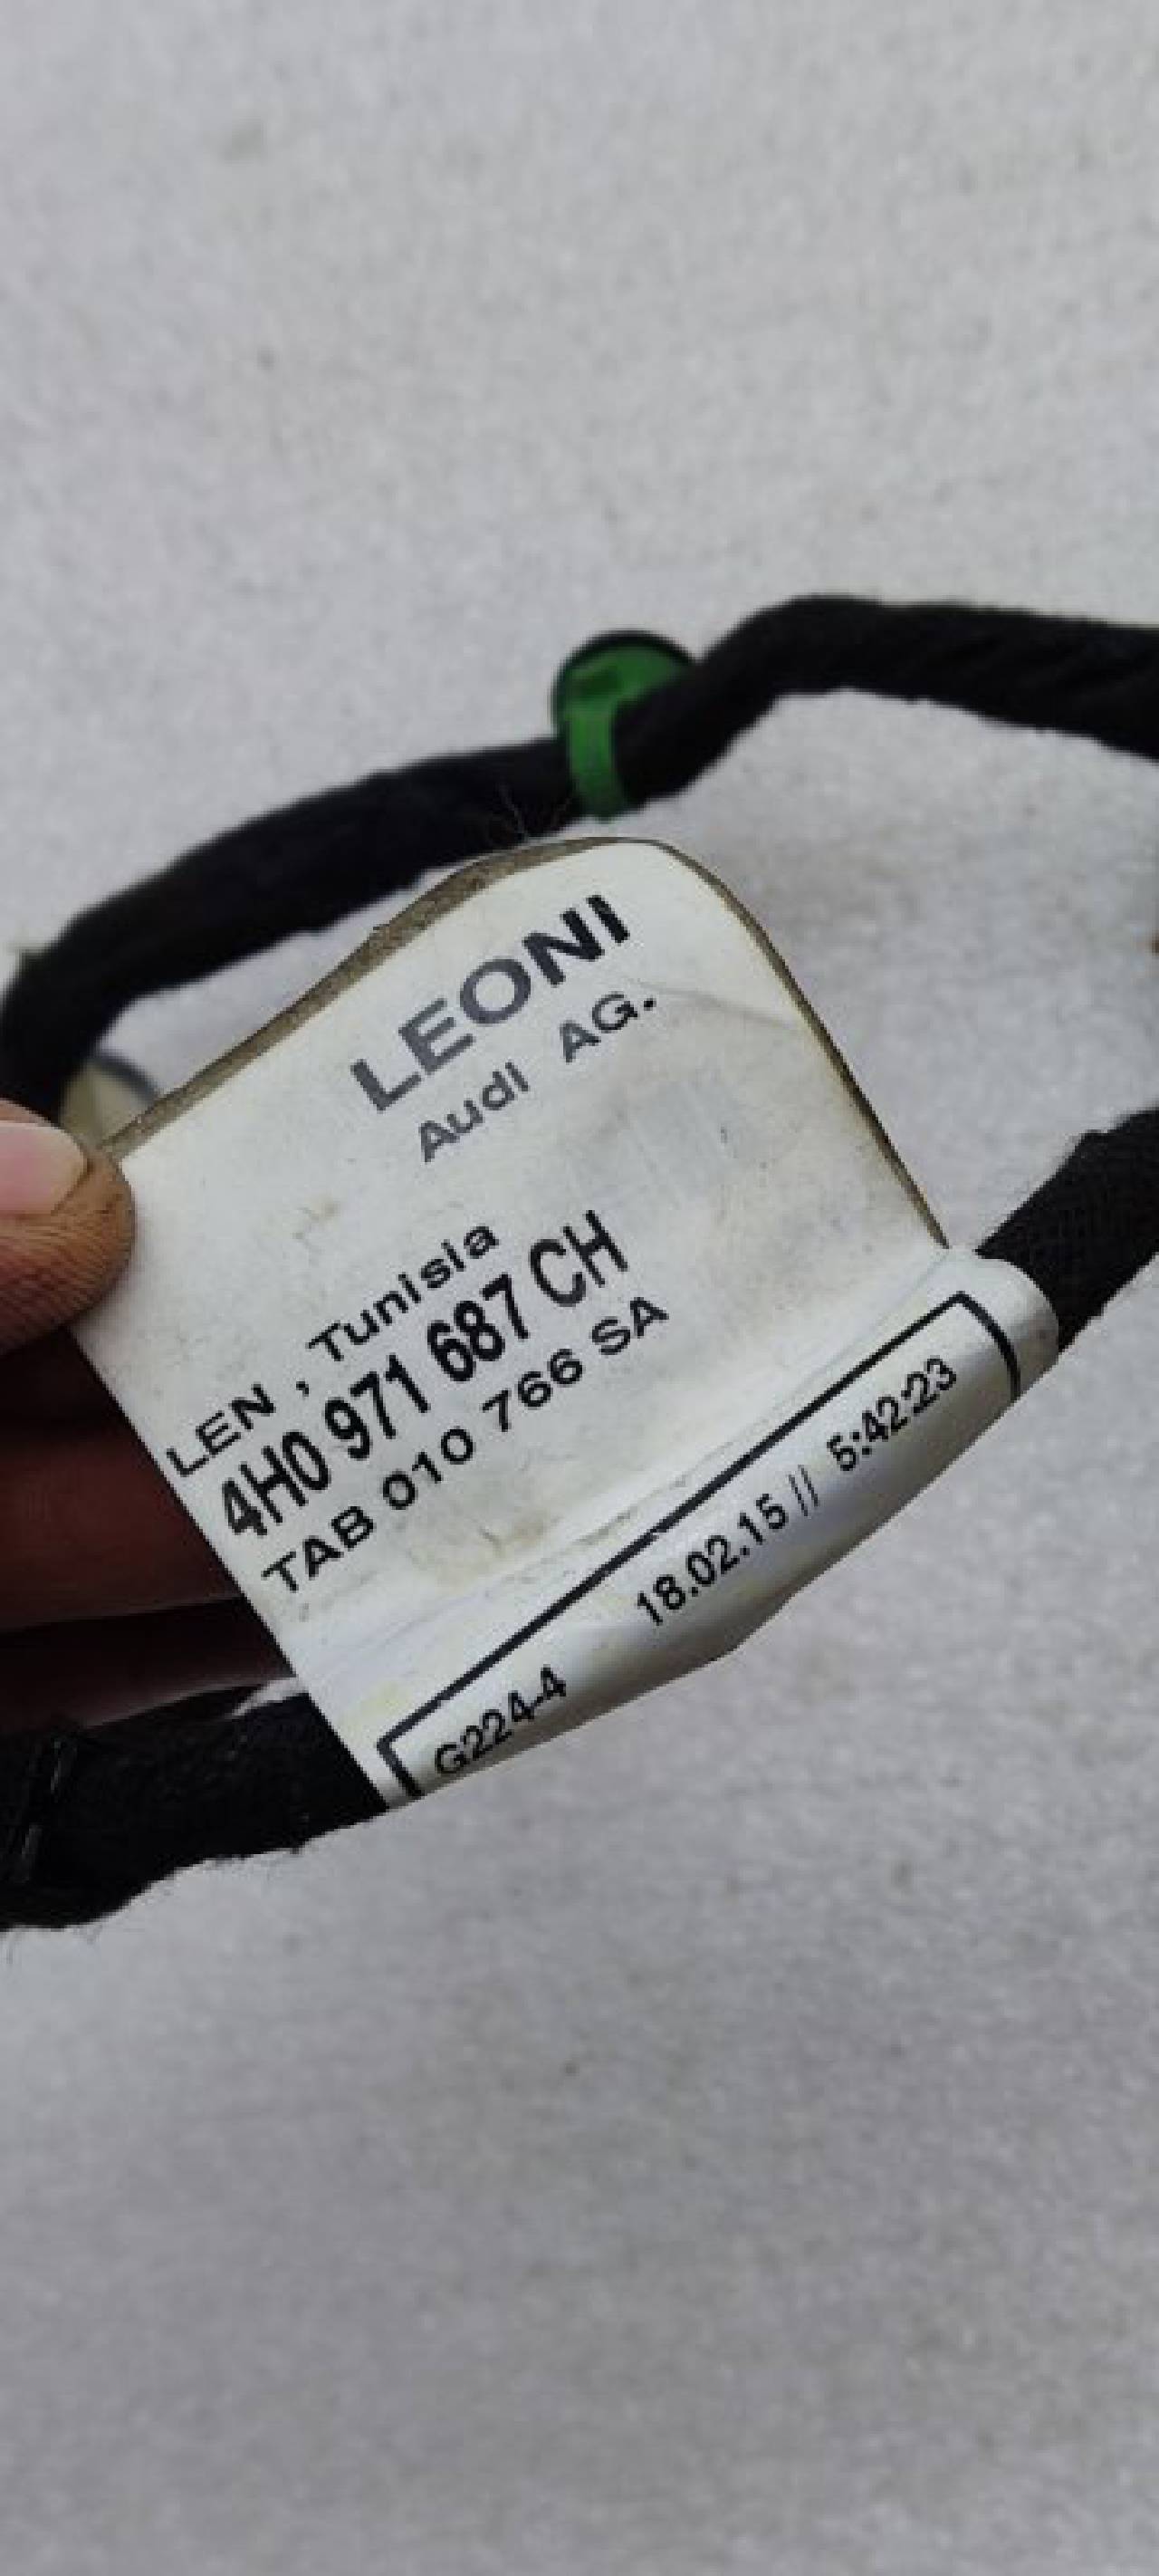 LEONI
Audi AG.
LEN , Tunisia
4H0 971 687 CH
TAB 010 766 SA
G224-4 18.02.15 // 5:42:23